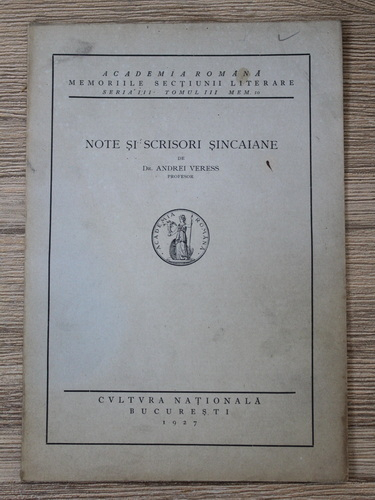 ACADEMIA ROMÂNĂ
MEMORIILE SECȚIUNII LITERARE
SERIA III TOMUL III MEM. 10
NOTE ȘI SCRISORI ȘINCAIANE
DE
DR. ANDREI VERESS
PROFESOR
ACADEMIA ROMANA
CVLTVRA NAȚIONALĂ
BUCUREȘTI
1927